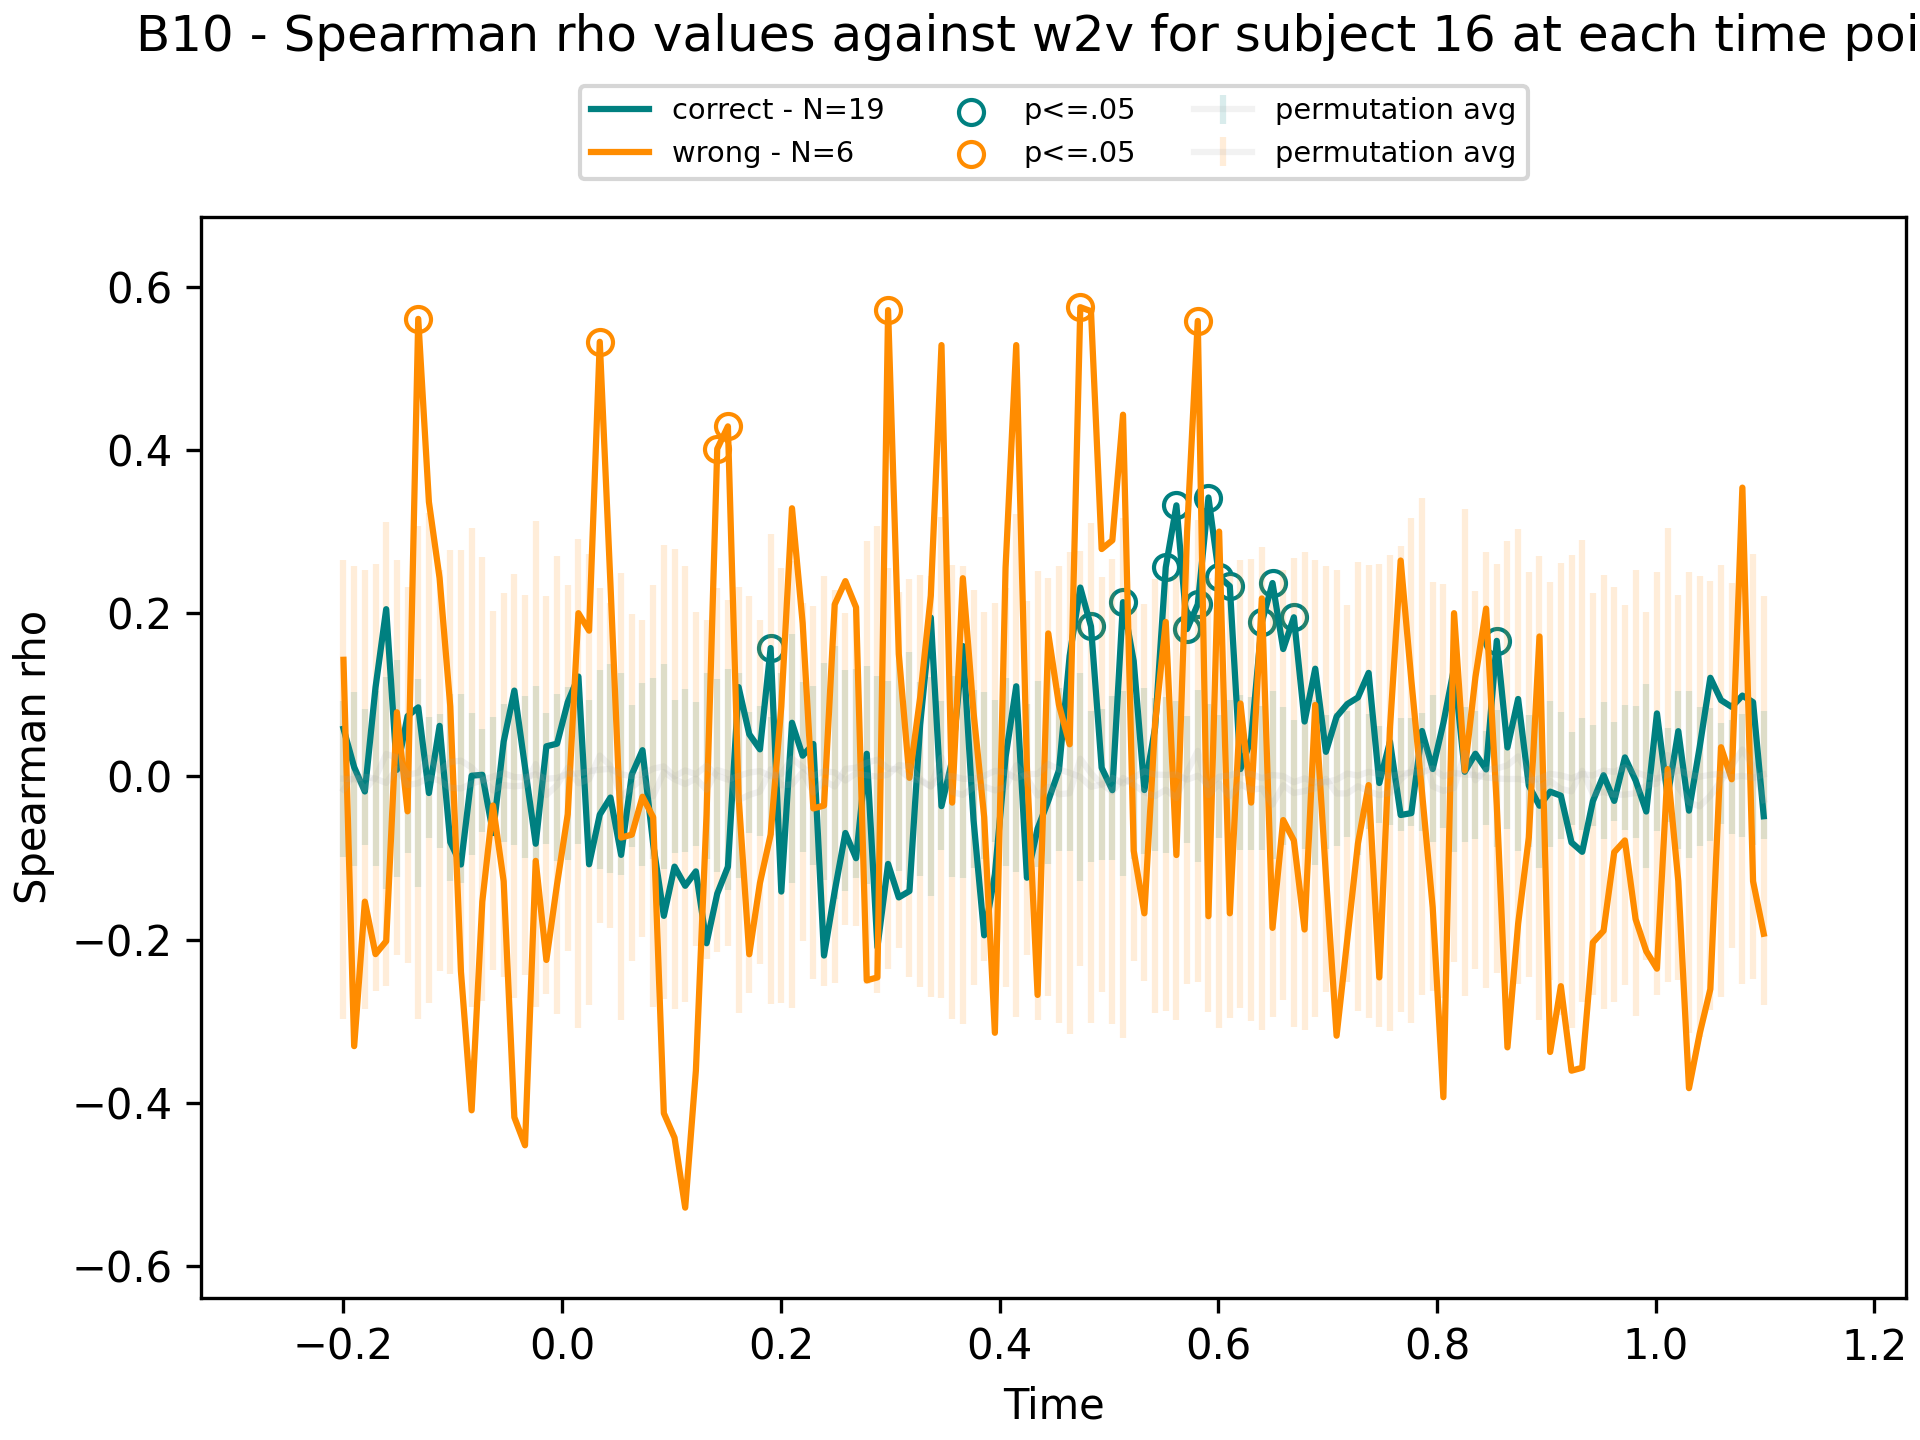 B10 - Spearman rho values against w2v for subject 16 at each time poi
correct - N=19
wrong - N=6
p<=.05
p<=.05
permutation avg
permutation avg
Spearman rho
0.6
0.4
0.2
0.0
−0.2
−0.4
−0.6
−0.2
0.0
0.2
0.4
0.6
0.8
1.0
1.2
Time